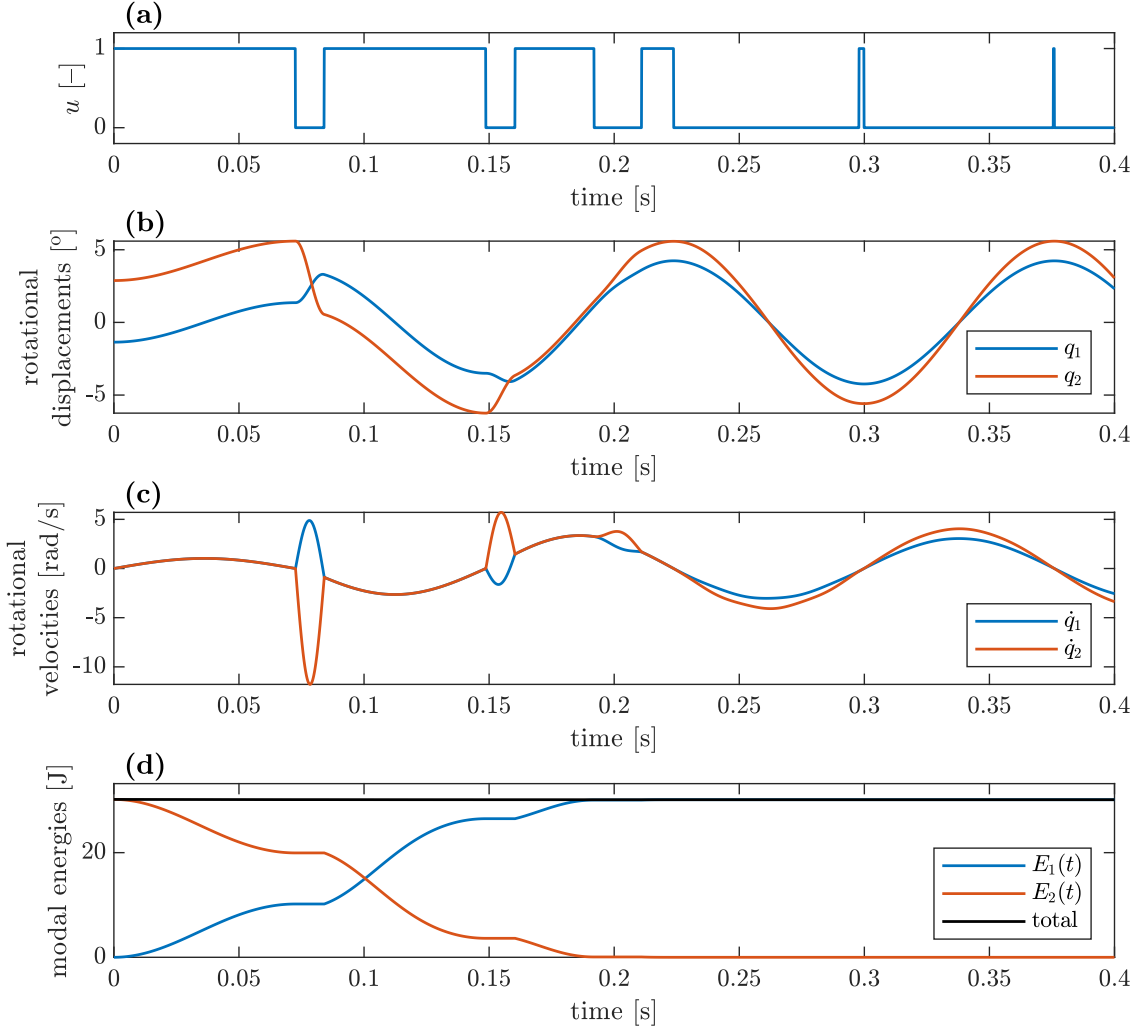 (a)
u [−]
1
0
0 0.05 0.1 0.15 0.2 0.25 0.3 0.35 0.4
time [s]
(b)
rotational
displacements [º]
5
0
-5
q₁
q₂
0 0.05 0.1 0.15 0.2 0.25 0.3 0.35 0.4
time [s]
(c)
rotational
velocities [rad/s]
5
0
-5
-10
q̇₁
q̇₂
0 0.05 0.1 0.15 0.2 0.25 0.3 0.35 0.4
time [s]
(d)
modal energies [J]
20
0
E₁(t)
E₂(t)
total
0 0.05 0.1 0.15 0.2 0.25 0.3 0.35 0.4
time [s]